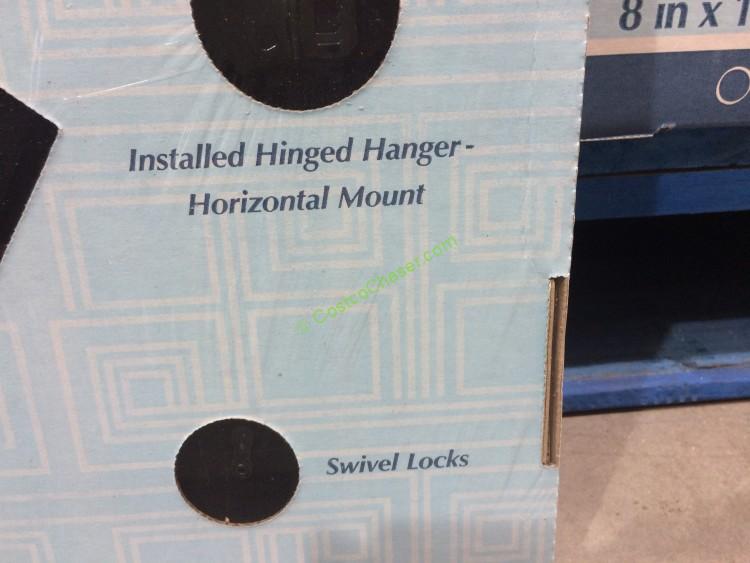 8 in x 1
Installed Hinged Hanger-
Horizontal Mount
© CostcoChaser.com
Swivel Locks